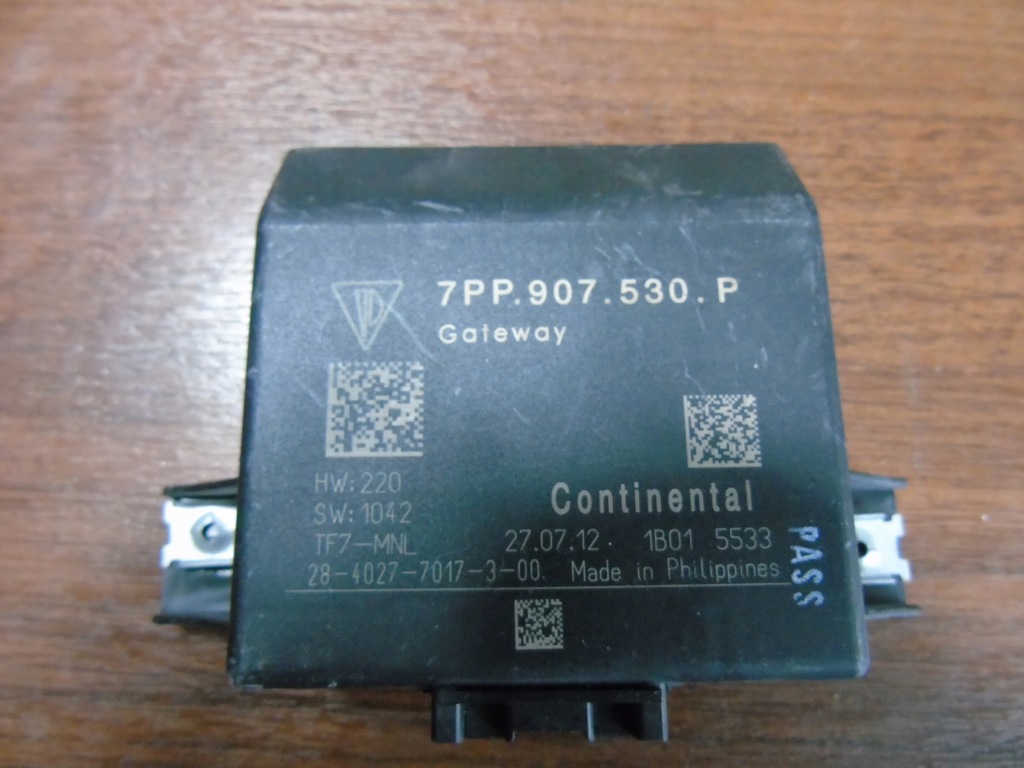 7PP.907.530.P
Gateway
HW: 220
SW: 1042
Continental
TF7-MNL 27.07.12 1B01 5533
28-4027-7017-3-00 Made in Philippines
PASS